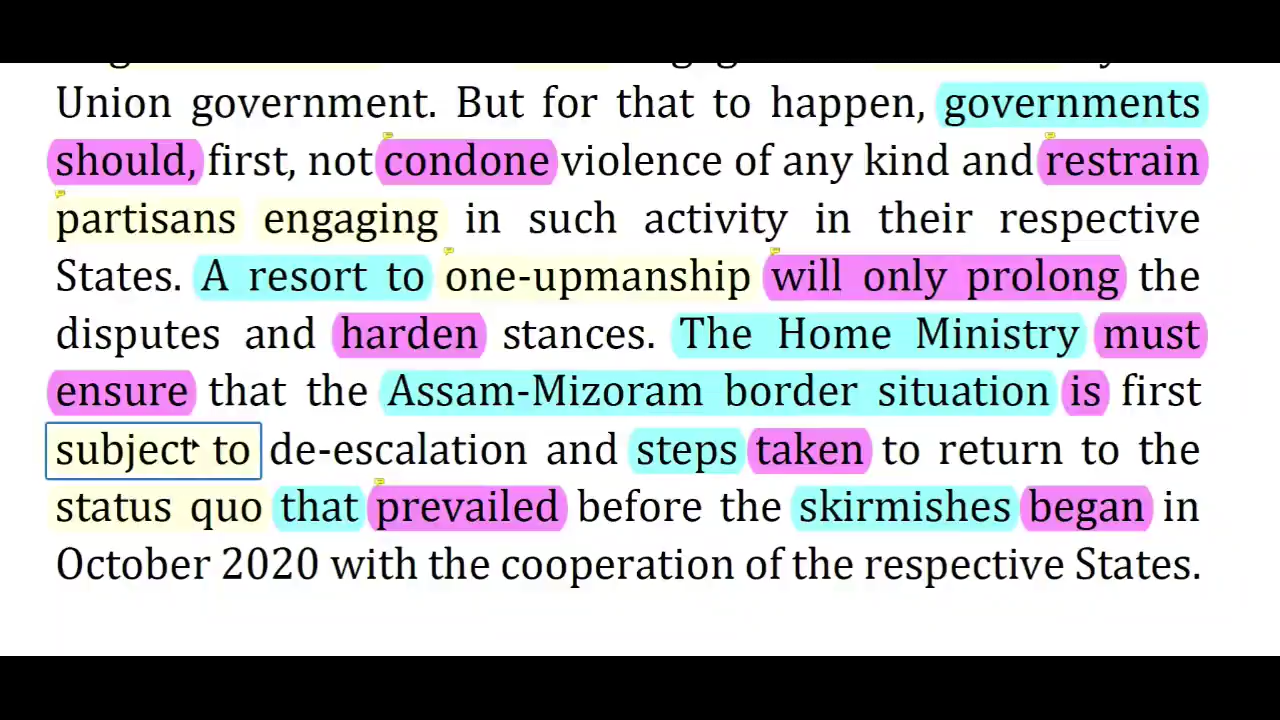 Union government. But for that to happen, governments
should, first, not condone violence of any kind and restrain
partisans engaging in such activity in their respective
States. A resort to one-upmanship will only prolong the
disputes and harden stances. The Home Ministry must
ensure that the Assam-Mizoram border situation is first
subject to de-escalation and steps taken to return to the
status quo that prevailed before the skirmishes began in
October 2020 with the cooperation of the respective States.